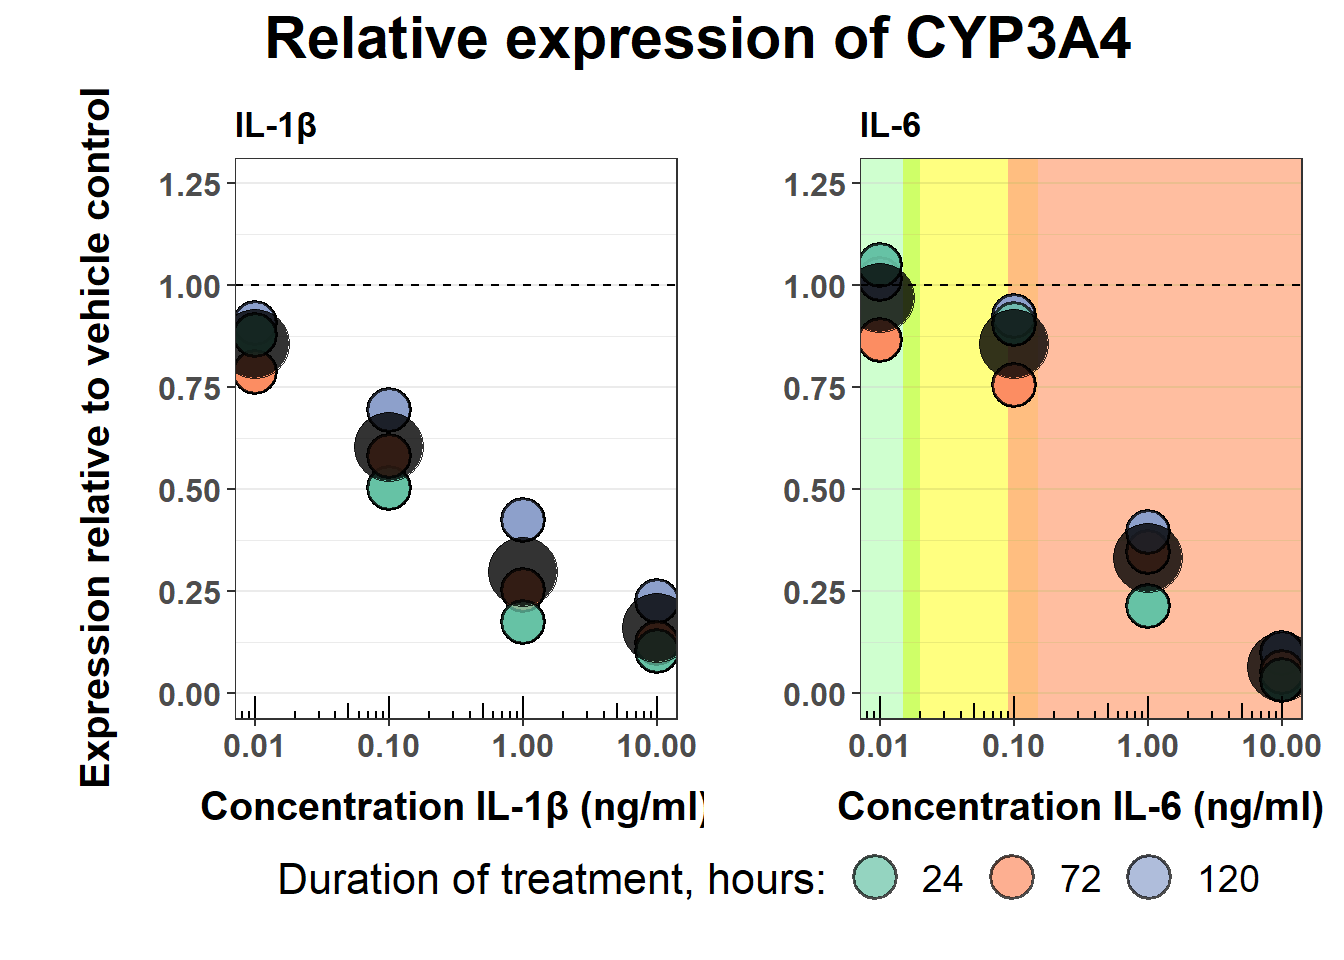 Relative expression of CYP3A4
Expression relative to vehicle control
IL-1β
1.25
1.00
0.75
0.50
0.25
0.00
0.01 0.10 1.00 10.00
Concentration IL-1β (ng/ml)
IL-6
1.25
1.00
0.75
0.50
0.25
0.00
0.01 0.10 1.00 10.00
Concentration IL-6 (ng/ml)
Duration of treatment, hours: 24 72 120